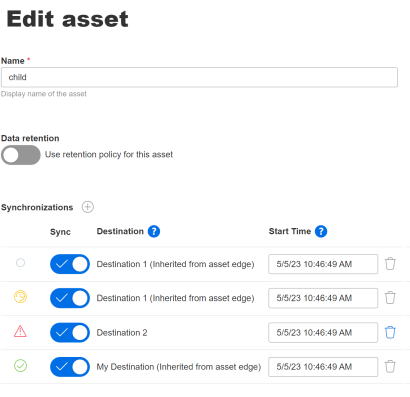 Edit asset
Name *
child
Display name of the asset
Data retention
Use retention policy for this asset
Synchronizations
Sync Destination ? Start Time ?
Destination 1 (Inherited from asset edge) 5/5/23 10:46:49 AM
Destination 1 (Inherited from asset edge) 5/5/23 10:46:49 AM
Destination 2 5/5/23 10:46:49 AM
My Destination (Inherited from asset edge) 5/5/23 10:46:49 AM